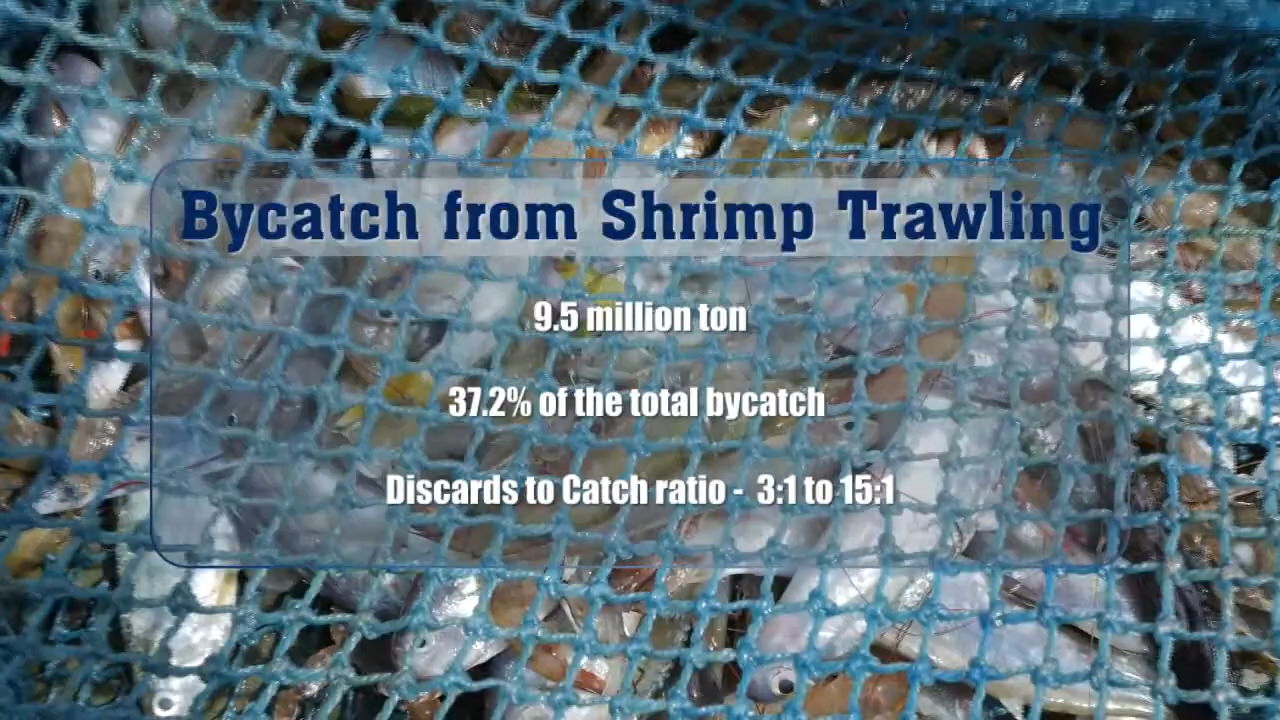 Bycatch from Shrimp Trawling
9.5 million ton
37.2% of the total bycatch
Discards to Catch ratio - 3:1 to 15:1